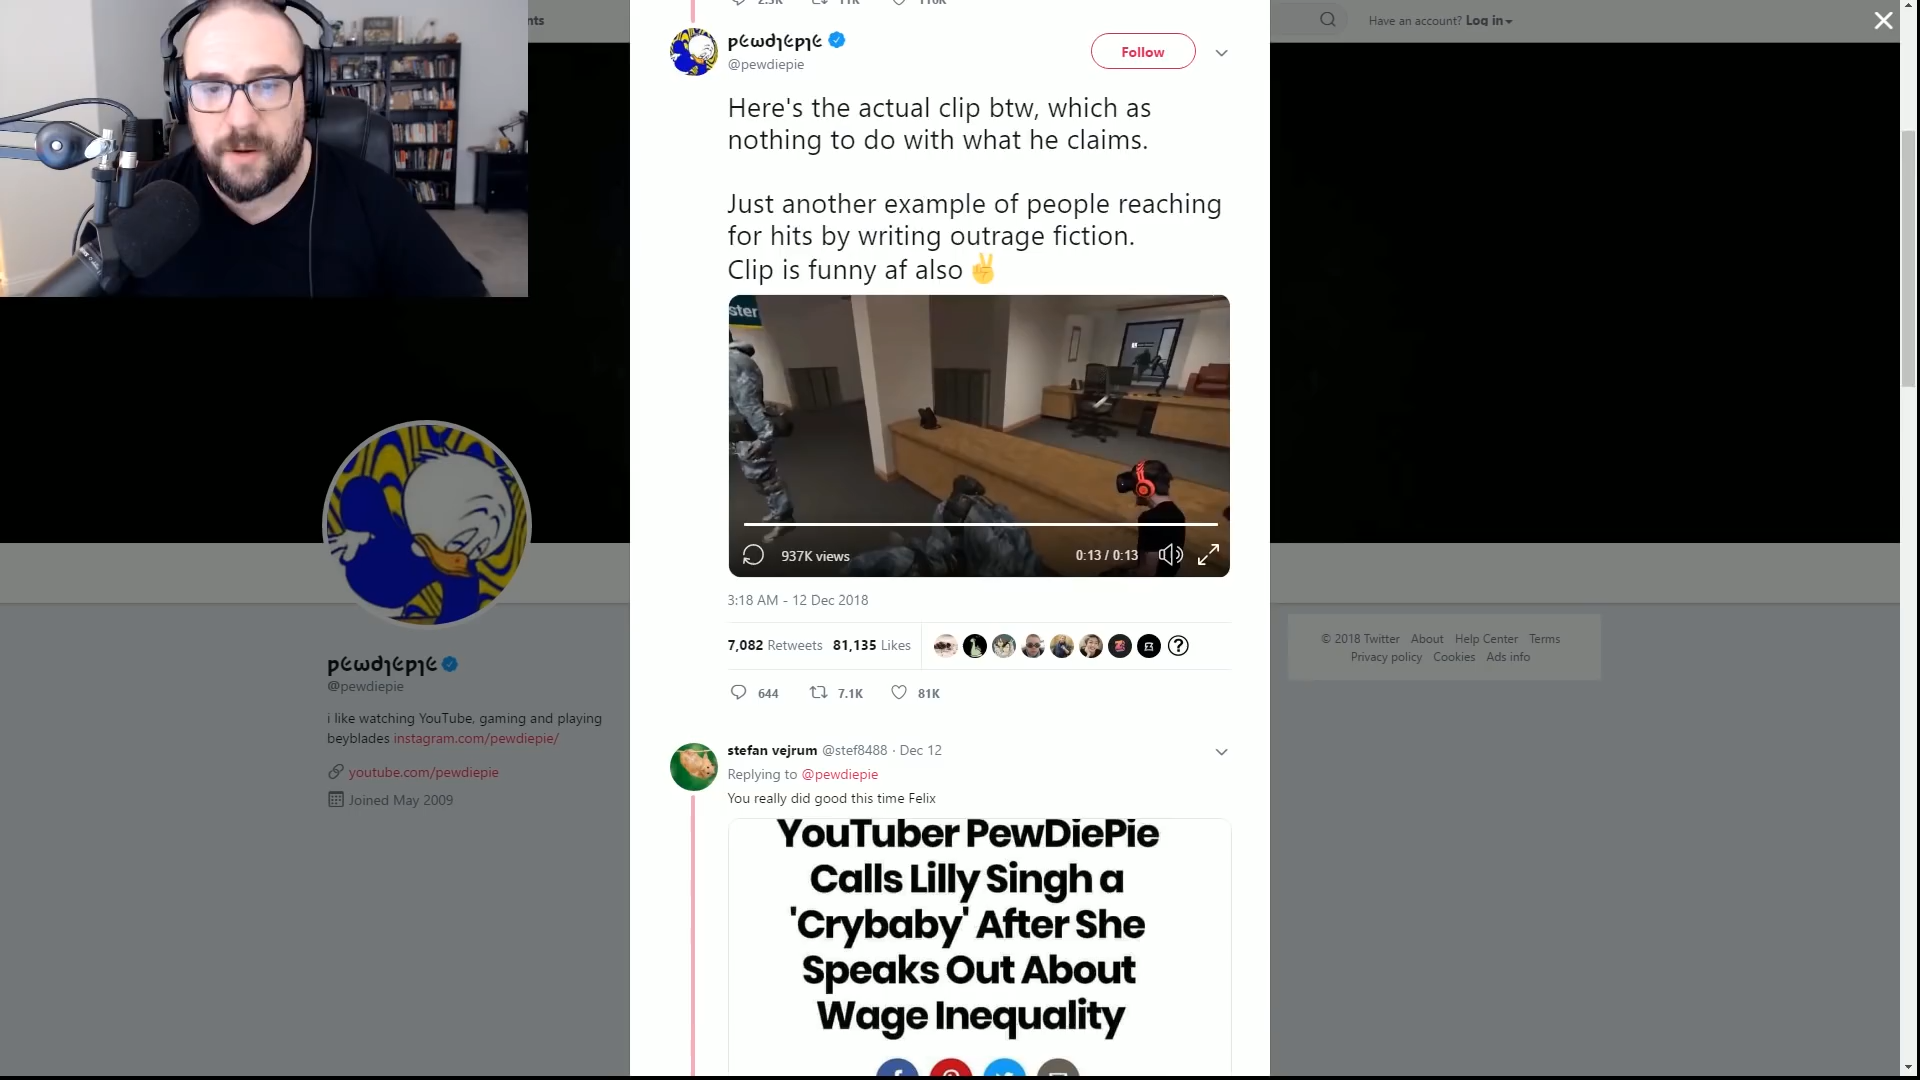 nts
Have an account? Log in
2.3K 11K 116K
pewdiepie
@pewdiepie
Follow
Here's the actual clip btw, which as
nothing to do with what he claims.
Just another example of people reaching
for hits by writing outrage fiction.
Clip is funny af also ✌
ster
937K views
0:13 / 0:13
3:18 AM - 12 Dec 2018
7,082 Retweets 81,135 Likes
644 7.1K 81K
stefan vejrum @stef8488 · Dec 12
Replying to @pewdiepie
You really did good this time Felix
YouTuber PewDiePie
Calls Lilly Singh a
'Crybaby' After She
Speaks Out About
Wage Inequality
pewdiepie
@pewdiepie
i like watching YouTube, gaming and playing
beyblades instagram.com/pewdiepie/
youtube.com/pewdiepie
Joined May 2009
© 2018 Twitter About Help Center Terms
Privacy policy Cookies Ads info